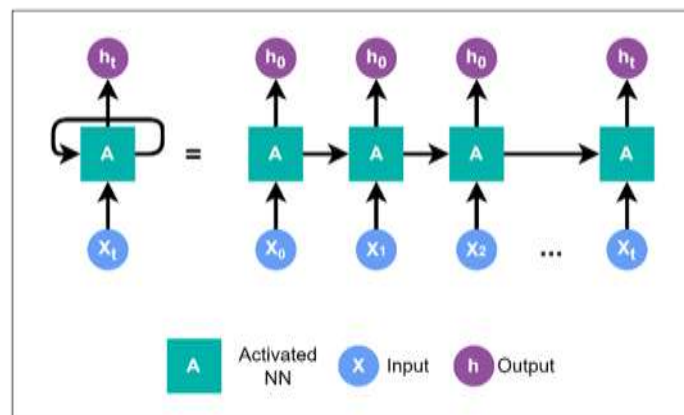 hₜ h₀ h₀ h₀ hₜ
A = A A A A
Xₜ X₀ X₁ X₂ ... Xₜ
A Activated NN X Input h Output